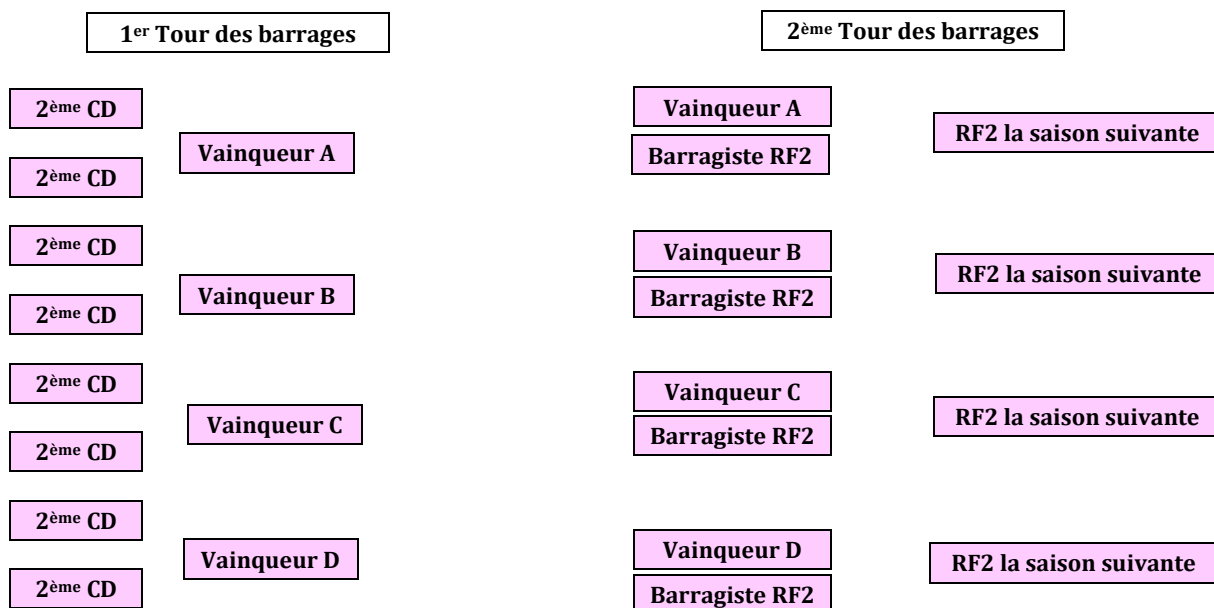 1er Tour des barrages
2ème Tour des barrages
2ème CD
2ème CD
Vainqueur A
2ème CD
2ème CD
Vainqueur B
2ème CD
2ème CD
Vainqueur C
2ème CD
2ème CD
Vainqueur D
Vainqueur A
Barragiste RF2
RF2 la saison suivante
Vainqueur B
Barragiste RF2
RF2 la saison suivante
Vainqueur C
Barragiste RF2
RF2 la saison suivante
Vainqueur D
Barragiste RF2
RF2 la saison suivante